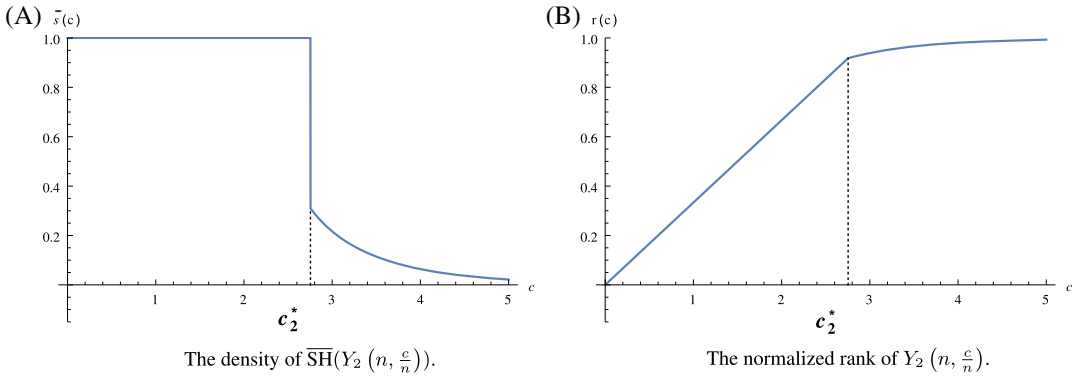 (A) s̄(c)
1.0
0.8
0.6
0.4
0.2
1 2 3 4 5 c
c₂*
The density of S̅H̅(Y₂ (n, c/n)).
(B) r(c)
1.0
0.8
0.6
0.4
0.2
1 2 3 4 5 c
c₂*
The normalized rank of Y₂ (n, c/n).